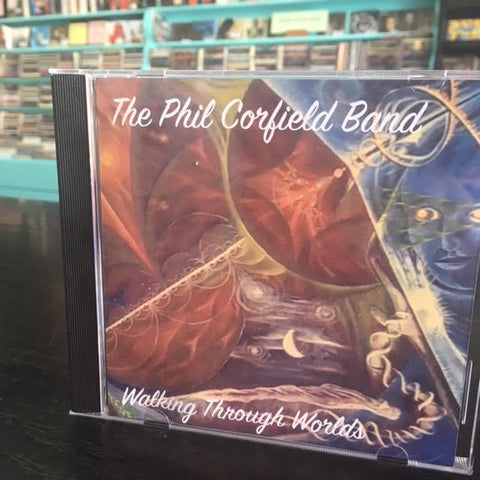 The Phil Corfield Band
Walking Through Worlds